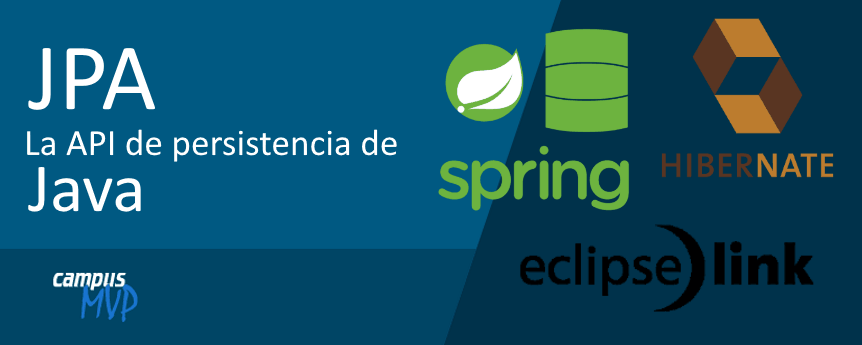 JPA
La API de persistencia de
Java
campus
MVP
spring
HIBERNATE
eclipse link